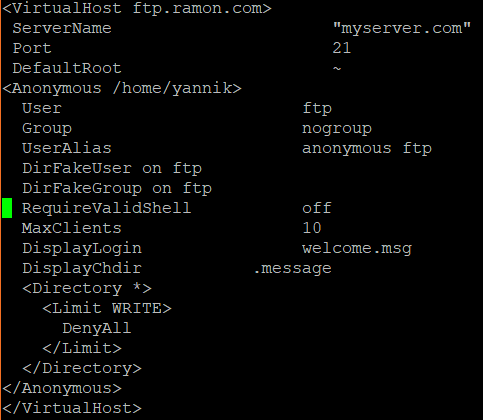 <VirtualHost ftp.ramon.com>
ServerName "myserver.com"
Port 21
DefaultRoot ~
<Anonymous /home/yannik>
User ftp
Group nogroup
UserAlias anonymous ftp
DirFakeUser on ftp
DirFakeGroup on ftp
RequireValidShell off
MaxClients 10
DisplayLogin welcome.msg
DisplayChdir .message
<Directory *>
<Limit WRITE>
DenyAll
</Limit>
</Directory>
</Anonymous>
</VirtualHost>